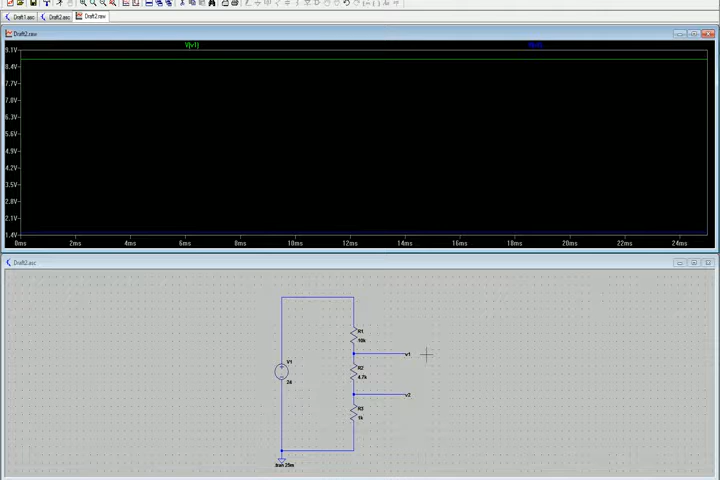 Draft1.asc Draft2.asc Draft2.raw
Draft2.raw
V(v1)
9.1V
8.4V
7.7V
7.0V
6.3V
5.6V
4.9V
4.2V
3.5V
2.8V
2.1V
1.4V
0ms 2ms 4ms 6ms 8ms 10ms 12ms 14ms 16ms 18ms 20ms 22ms 24ms
Draft2.asc
R1
10k
v1
V1
24
R2
4.7k
v2
R3
1k
.tran 25m